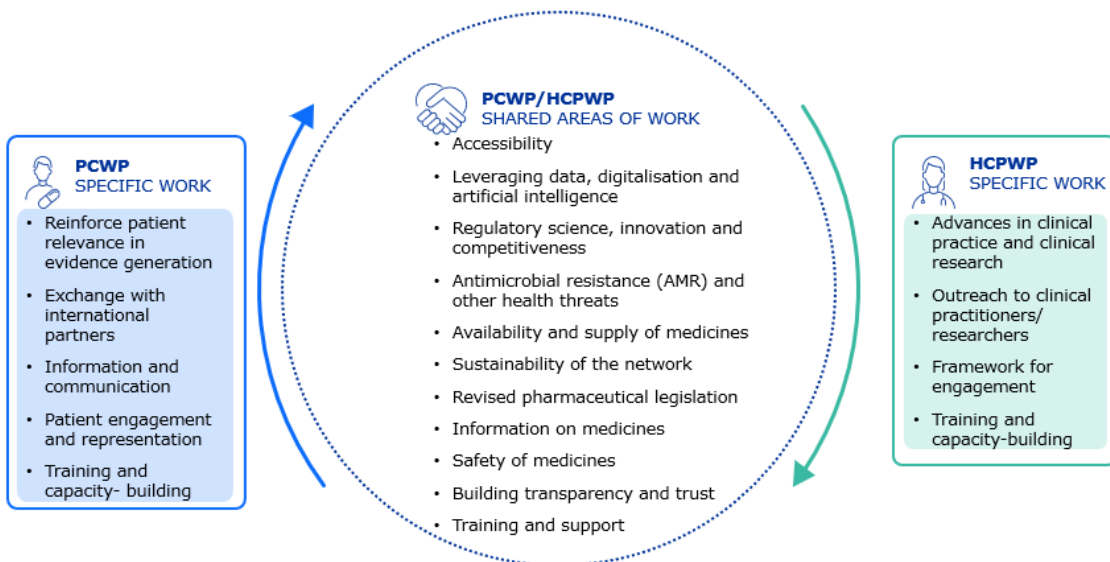 PCWP
SPECIFIC WORK
• Reinforce patient
relevance in
evidence generation
• Exchange with
international
partners
• Information and
communication
• Patient engagement
and representation
• Training and
capacity- building
PCWP/HCPWP
SHARED AREAS OF WORK
• Accessibility
• Leveraging data, digitalisation and
artificial intelligence
• Regulatory science, innovation and
competitiveness
• Antimicrobial resistance (AMR) and
other health threats
• Availability and supply of medicines
• Sustainability of the network
• Revised pharmaceutical legislation
• Information on medicines
• Safety of medicines
• Building transparency and trust
• Training and support
HCPWP
SPECIFIC WORK
• Advances in clinical
practice and clinical
research
• Outreach to clinical
practitioners/
researchers
• Framework for
engagement
• Training and
capacity-building